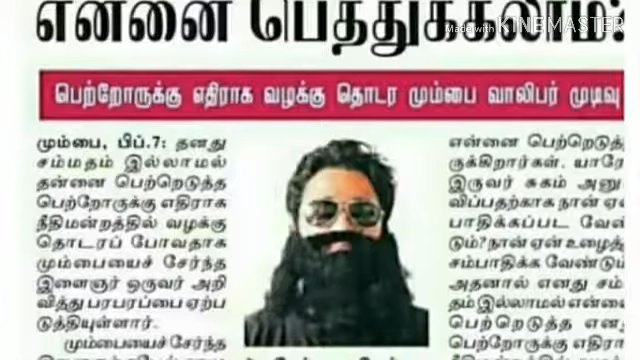 என்னை பெத்துக்கலாம்?
Made with KINEMASTER
பெற்றோருக்கு எதிராக வழக்கு தொடர மும்பை வாலிபர் முடிவு
மும்பை, பிப்.7: தனது
சம்மதம் இல்லாமல்
தன்னை பெற்றெடுத்த
பெற்றோருக்கு எதிராக
நீதிமன்றத்தில் வழக்கு
தொடரப் போவதாக
மும்பையைச் சேர்ந்த
இளைஞர் ஒருவர் அறி
வித்து பரபரப்பை ஏற்ப
டுத்தியுள்ளார்.
மும்பையைச் சேர்ந்த
என்னை பெற்றெடுத்
ருக்கிறார்கள். யாரே
இருவர் சுகம் அனு
விப்பதற்காக நான் ஏ
பாதிக்கப்பட வேண்
டும்? நான் ஏன் உழைத்
சம்பாதிக்க வேண்டும்
அதனால் எனது சம்
தம் இல்லாமல் என்னை
பெற்றெடுத்த என
பெற்றோருக்கு எதிரா